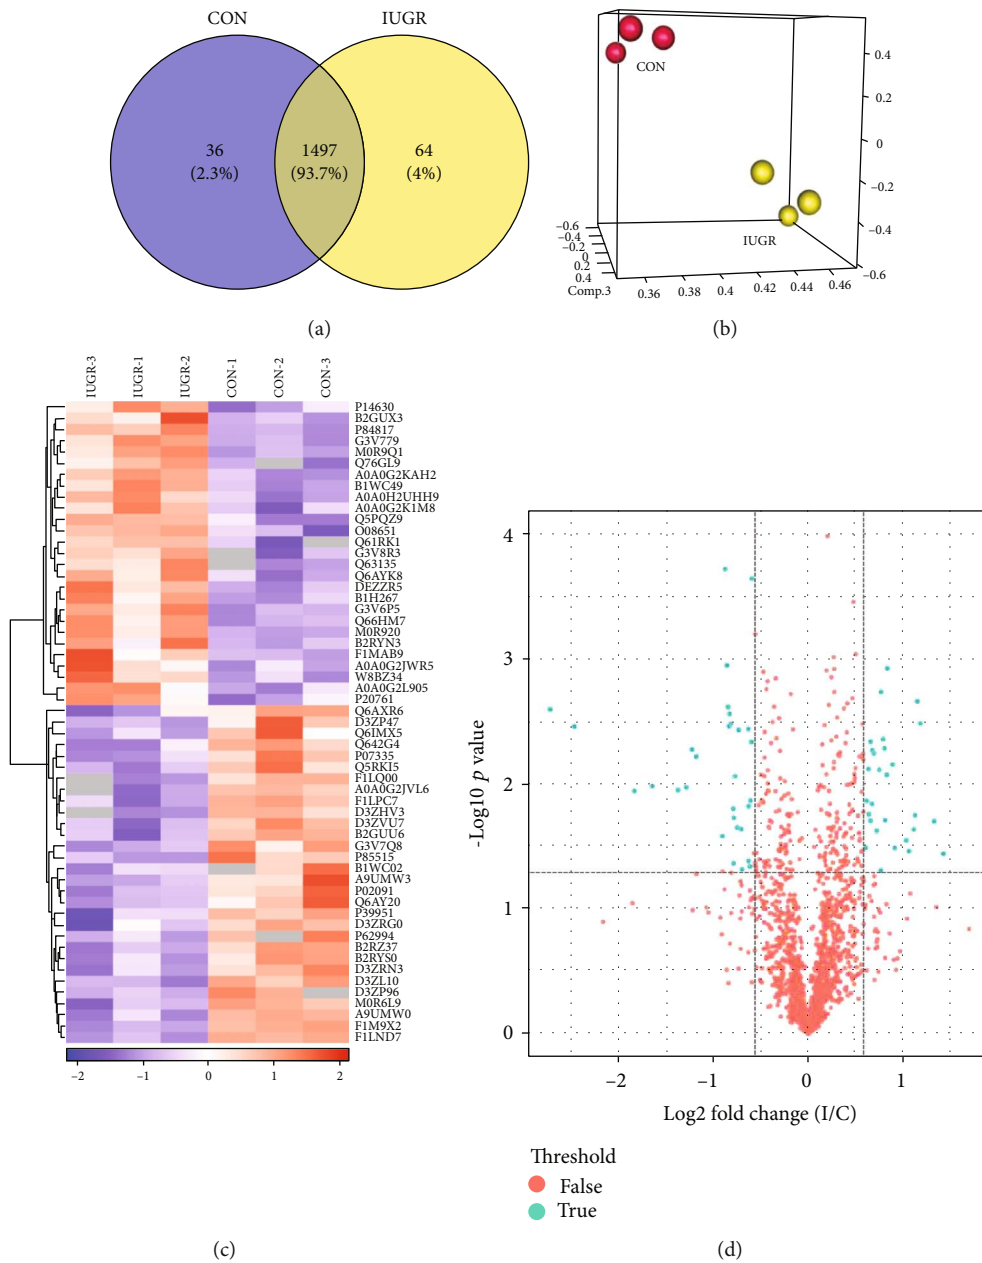 CON
IUGR
36
(2.3%)
1497
(93.7%)
64
(4%)
(a)
CON
IUGR
0.4
0.2
0
−0.2
−0.4
−0.6
−0.6
−0.4
−0.2
0
0.2
0.4
Comp.3
0.36
0.38
0.4
0.42
0.44
0.46
(b)
IUGR-3
IUGR-1
IUGR-2
CON-1
CON-2
CON-3
P14630
B2GUX3
P84817
G3V779
M0R9Q1
Q76GL9
A0A0G2KAH2
B1WC49
A0A0H2UHH9
A0A0G2K1M8
Q5PQZ9
O08651
Q61RK1
G3V8R3
Q63135
Q6AYK8
DEZZR5
B1H267
G3V6P5
Q66HM7
M0R920
B2RYN3
F1MAB9
A0A0G2JWR5
W8BZ34
A0A0G2L905
P20761
Q6AXR6
D3ZP47
Q6IMX5
Q642G4
P07335
Q5RKI5
F1LQ00
A0A0G2JVL6
F1LPC7
D3ZHV3
D3ZVU7
B2GUU6
G3V7Q8
P85515
B1WC02
A9UMW3
P02091
Q6AY20
P39951
D3ZRG0
P62994
B2RZ37
B2RYS0
D3ZRN3
D3ZL10
D3ZP96
M0R6L9
A9UMW0
F1M9X2
F1LND7
−2
−1
0
1
2
(c)
4
3
2
1
0
-Log10 p value
−2
−1
0
1
Log2 fold change (I/C)
Threshold
False
True
(d)